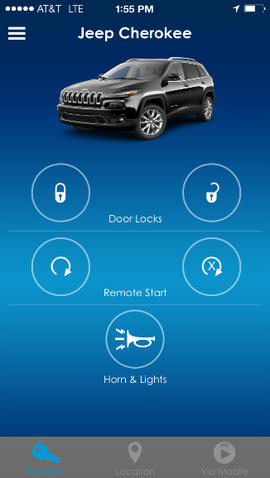 AT&T LTE 1:55 PM
Jeep Cherokee
Door Locks
Remote Start
X
Horn & Lights
Remote Location Via Mobile